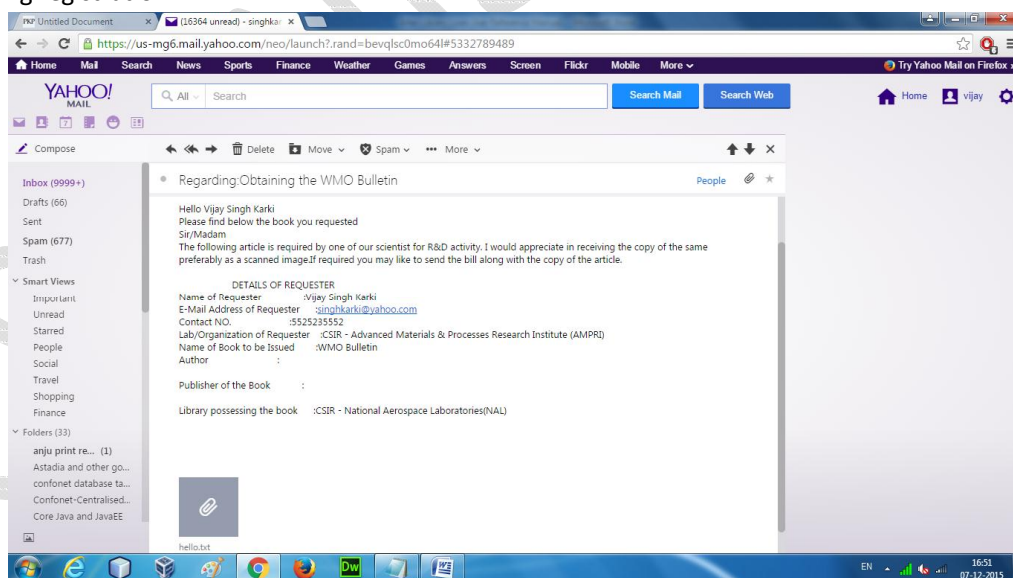 Untitled Document
(16364 unread) - singhkar
https://us-mg6.mail.yahoo.com/neo/launch?.rand=bevqlsc0mo64l#5332789489
Home Mail Search News Sports Finance Weather Games Answers Screen Flickr Mobile More
Try Yahoo Mail on Firefox »
YAHOO!
MAIL
All
Search
Search Mail
Search Web
Home
vijay
Compose
Delete Move Spam More
Inbox (9999+)
Drafts (66)
Sent
Spam (677)
Trash
Smart Views
Important
Unread
Starred
People
Social
Travel
Shopping
Finance
Folders (33)
anju print re... (1)
Astadia and other go...
confonet database ta...
Confonet-Centralised...
Core Java and JavaEE
Regarding:Obtaining the WMO Bulletin
People
Hello Vijay Singh Karki
Please find below the book you requested
Sir/Madam
The following article is required by one of our scientist for R&D activity. I would appreciate in receiving the copy of the same
preferably as a scanned image.If required you may like to send the bill along with the copy of the article.
DETAILS OF REQUESTER
Name of Requester :Vijay Singh Karki
E-Mail Address of Requester :singhkarki@yahoo.com
Contact NO. :5525235552
Lab/Organization of Requester :CSIR - Advanced Materials & Processes Research Institute (AMPRI)
Name of Book to be Issued :WMO Bulletin
Author :
Publisher of the Book :
Library possessing the book :CSIR - National Aerospace Laboratories(NAL)
hello.txt
Dw
EN
16:51
07-12-2015